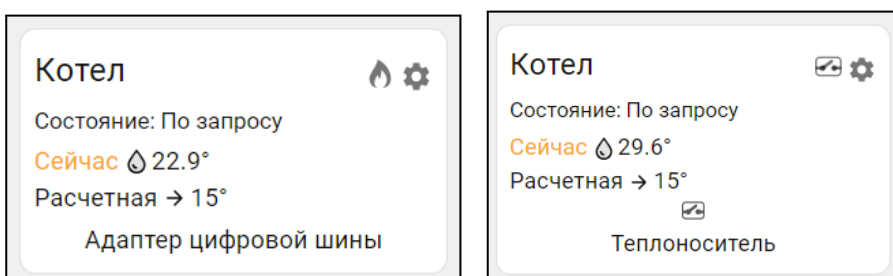 Котел
Состояние: По запросу
Сейчас 22.9°
Расчетная → 15°
Адаптер цифровой шины
Котел
Состояние: По запросу
Сейчас 29.6°
Расчетная → 15°
Теплоноситель